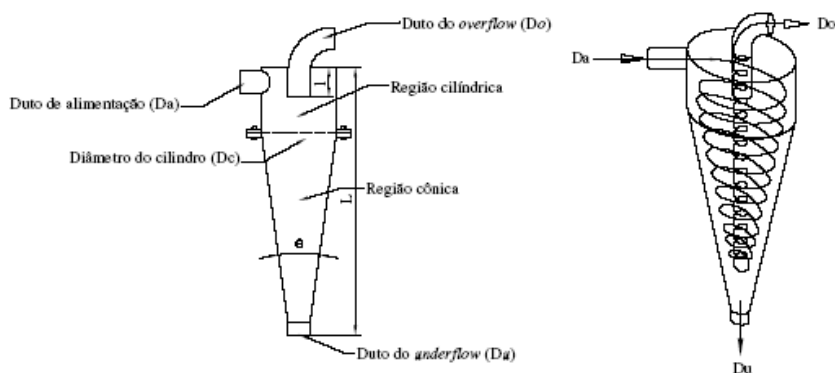 Duto do overflow (Do)
Duto de alimentação (Da)
l
Região cilíndrica
Diâmetro do cilindro (Dc)
L
Região cônica
θ
Duto do underflow (Du)
Da
Do
Du